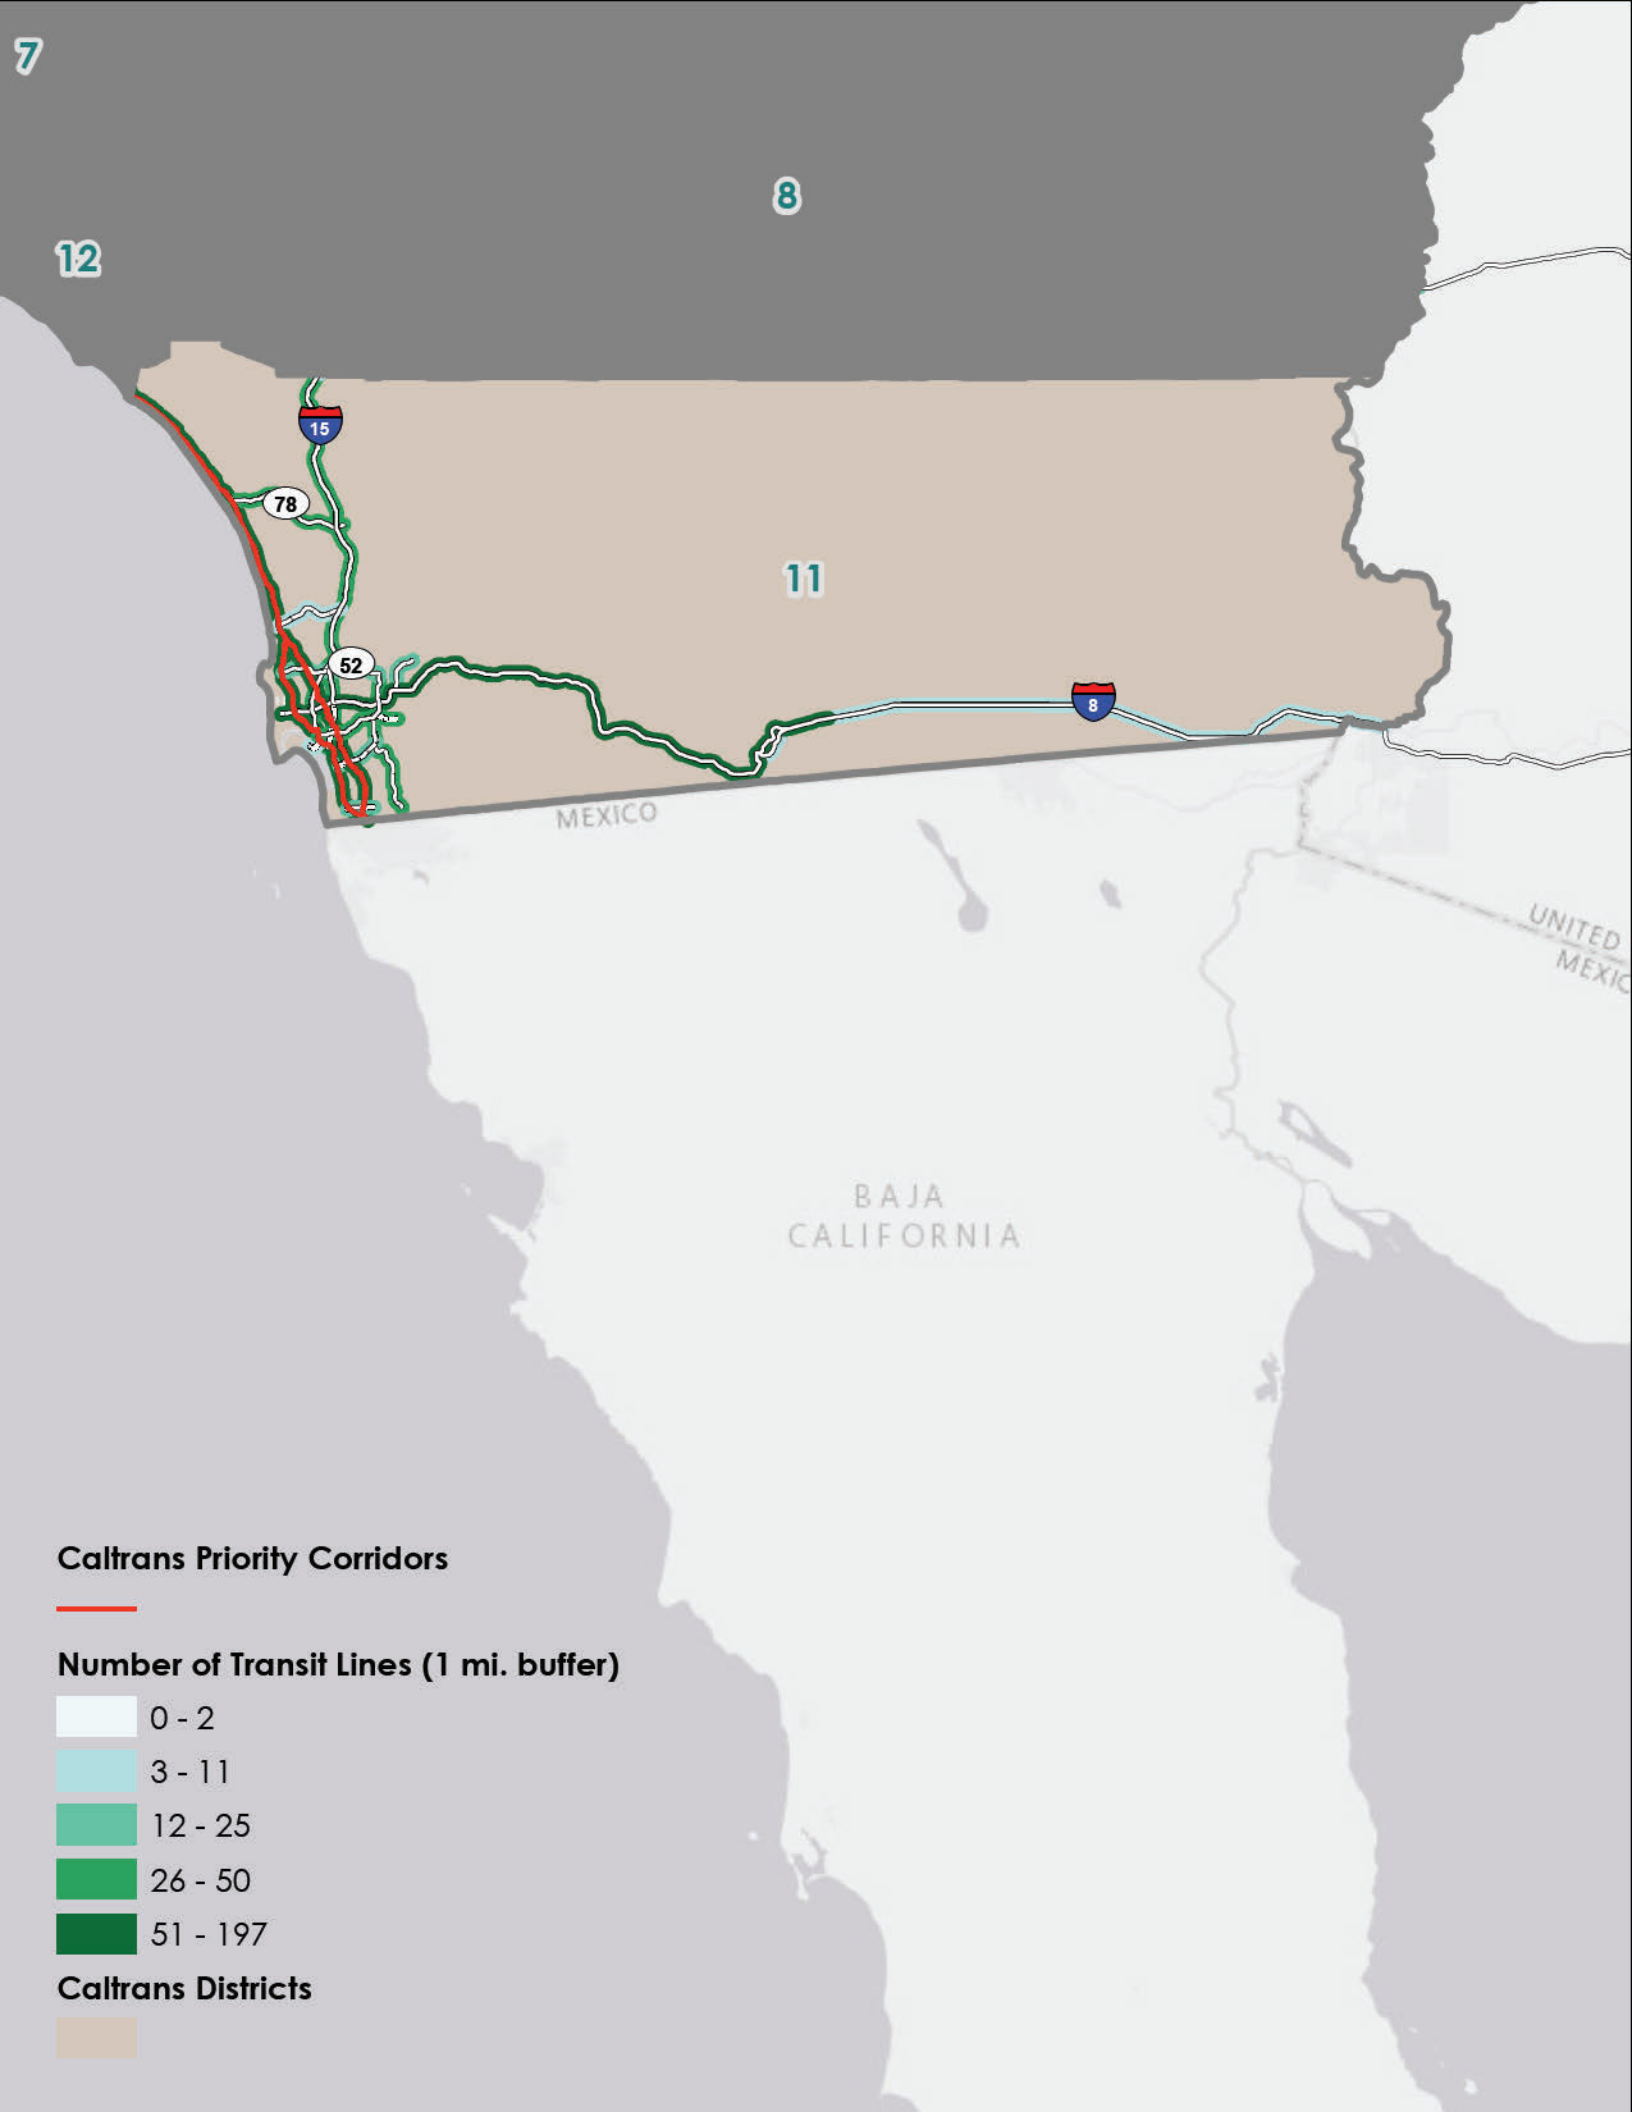 7
8
12
15
78
11
52
8
MEXICO
UNITED
MEXIC
BAJA
CALIFORNIA
Caltrans Priority Corridors
Number of Transit Lines (1 mi. buffer)
0 - 2
3 - 11
12 - 25
26 - 50
51 - 197
Caltrans Districts